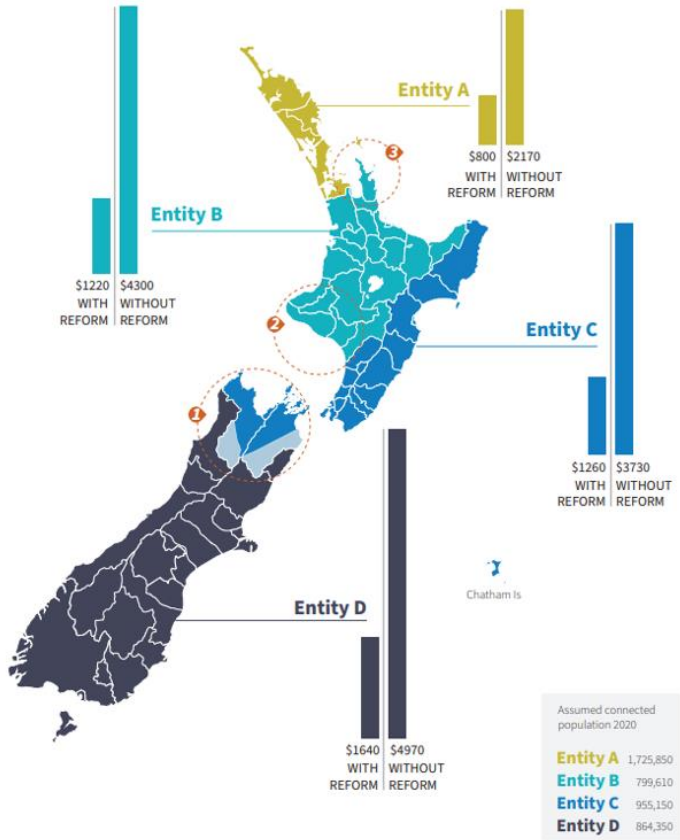 Entity A
3
$800
$2170
WITH
REFORM
WITHOUT
REFORM
Entity B
$1220
$4300
WITH
REFORM
WITHOUT
REFORM
2
Entity C
$1260
$3730
WITH
REFORM
WITHOUT
REFORM
1
Chatham Is
Entity D
$1640
$4970
WITH
REFORM
WITHOUT
REFORM
Assumed connected
population 2020
Entity A 1,725,850
Entity B 799,610
Entity C 955,150
Entity D 864,350